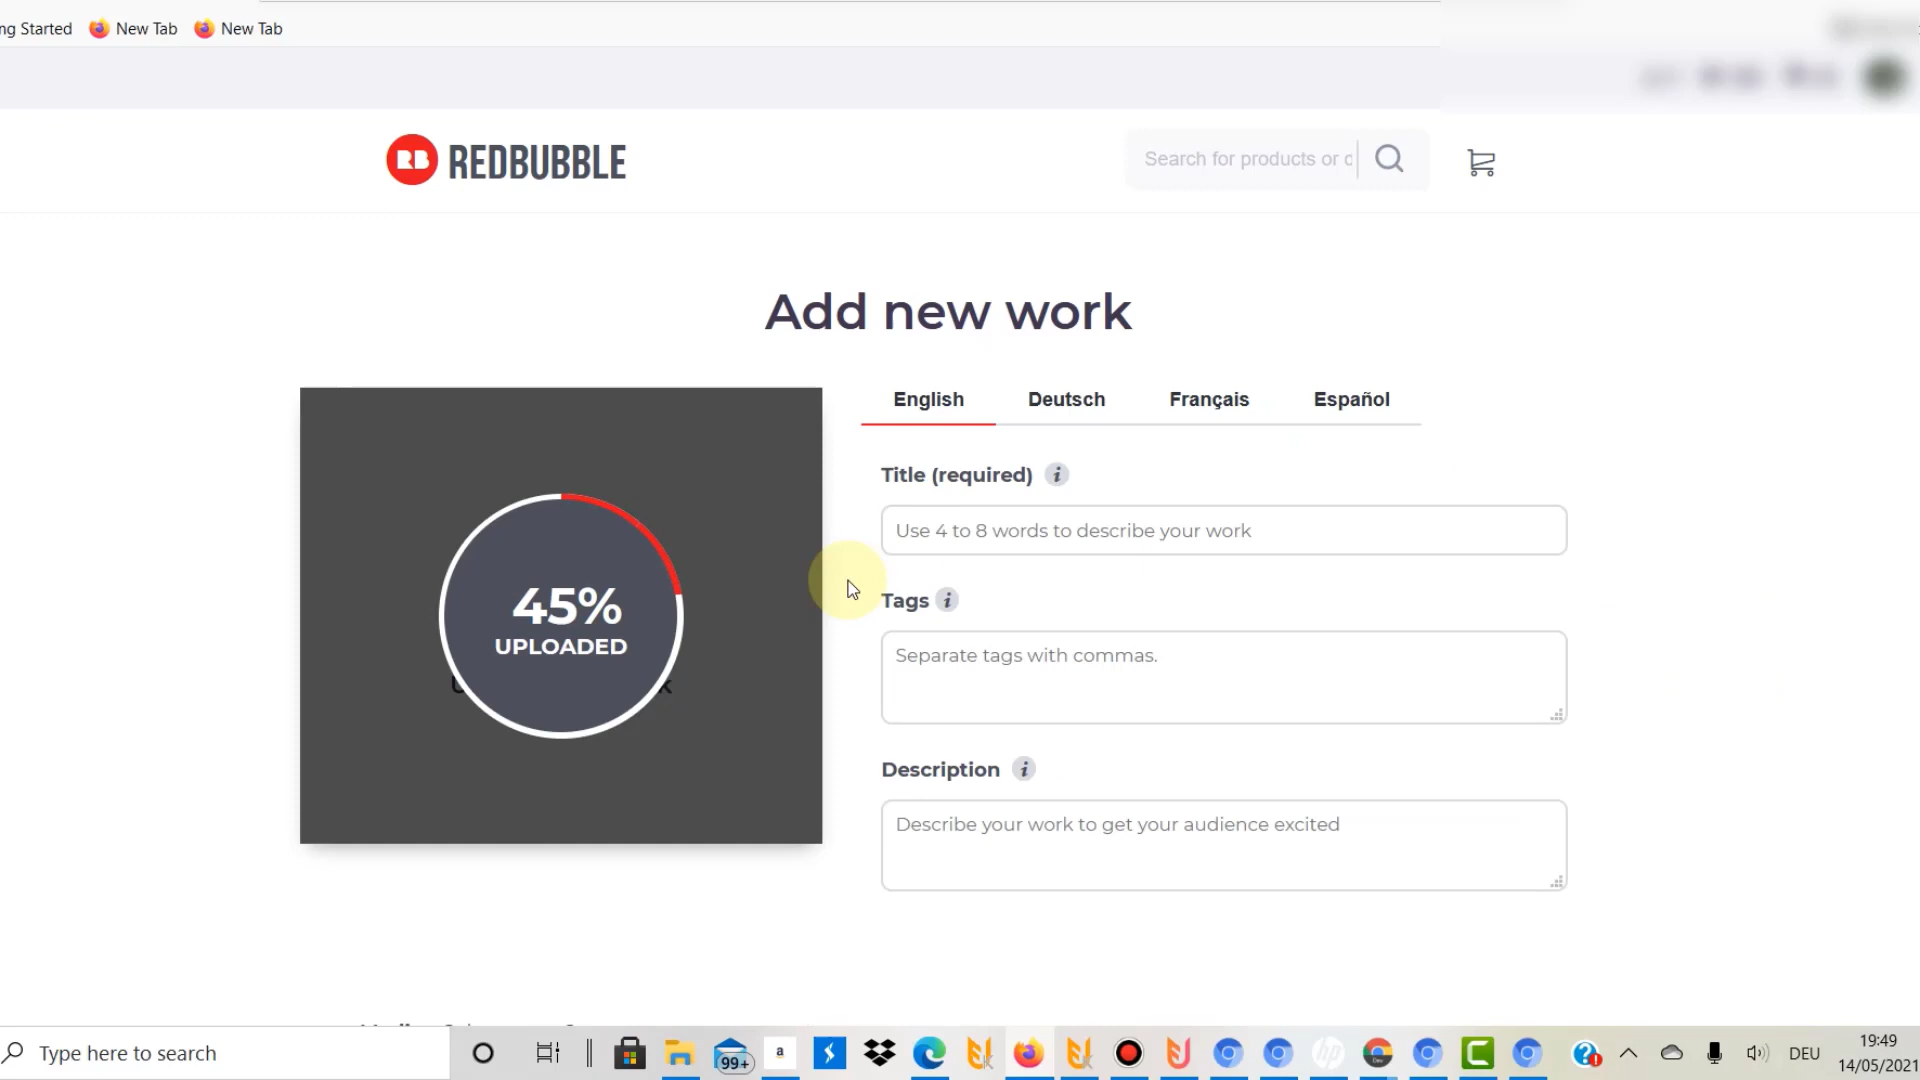 ng Started New Tab New Tab
RB REDBUBBLE
Search for products or
Add new work
English Deutsch Français Español
Title (required) i
Use 4 to 8 words to describe your work
Tags i
Separate tags with commas.
45%
UPLOADED
Description i
Describe your work to get your audience excited
Type here to search
99+
a
DEU
19:49
14/05/2021